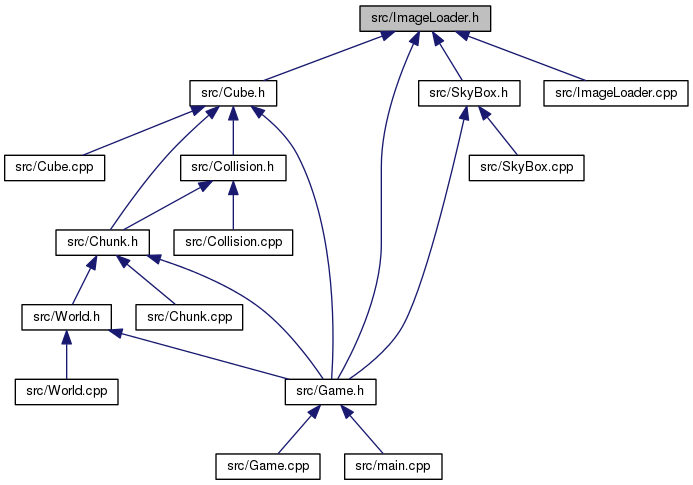 src/ImageLoader.h
src/Cube.h
src/SkyBox.h
src/ImageLoader.cpp
src/Cube.cpp
src/Collision.h
src/SkyBox.cpp
src/Chunk.h
src/Collision.cpp
src/World.h
src/Chunk.cpp
src/World.cpp
src/Game.h
src/Game.cpp
src/main.cpp